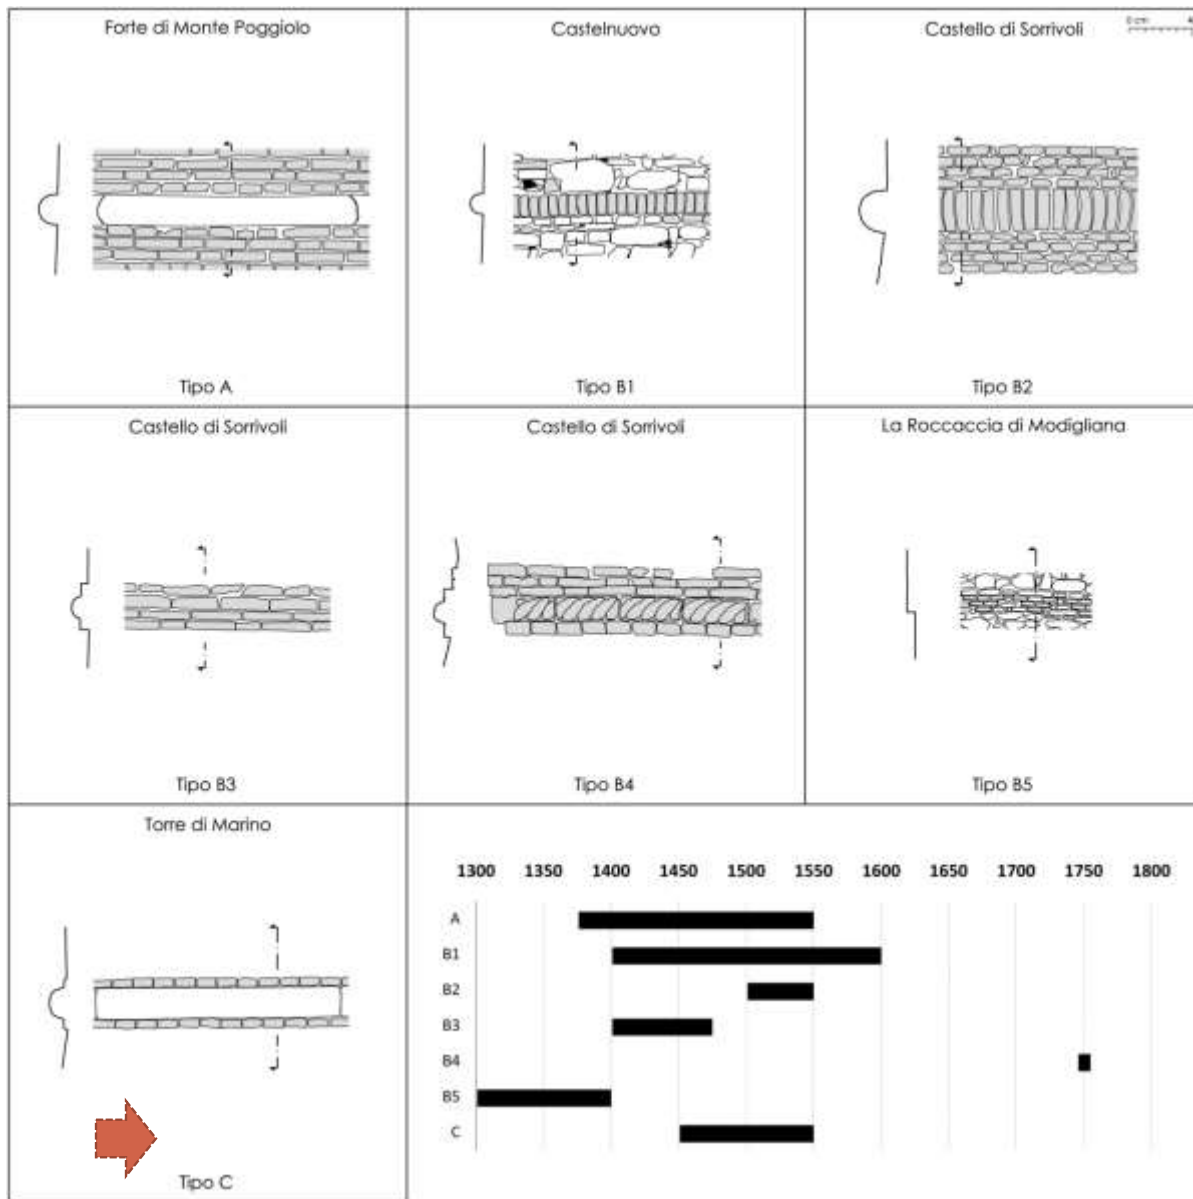 Forte di Monte Poggiolo
Castelnuovo
Castello di Sorrivoli
0 cm
Tipo A
Tipo B1
Tipo B2
Castello di Sorrivoli
Castello di Sorrivoli
La Roccaccia di Modigliana
Tipo B3
Tipo B4
Tipo B5
Torre di Marino
Tipo C
1300 1350 1400 1450 1500 1550 1600 1650 1700 1750 1800
A
B1
B2
B3
B4
B5
C